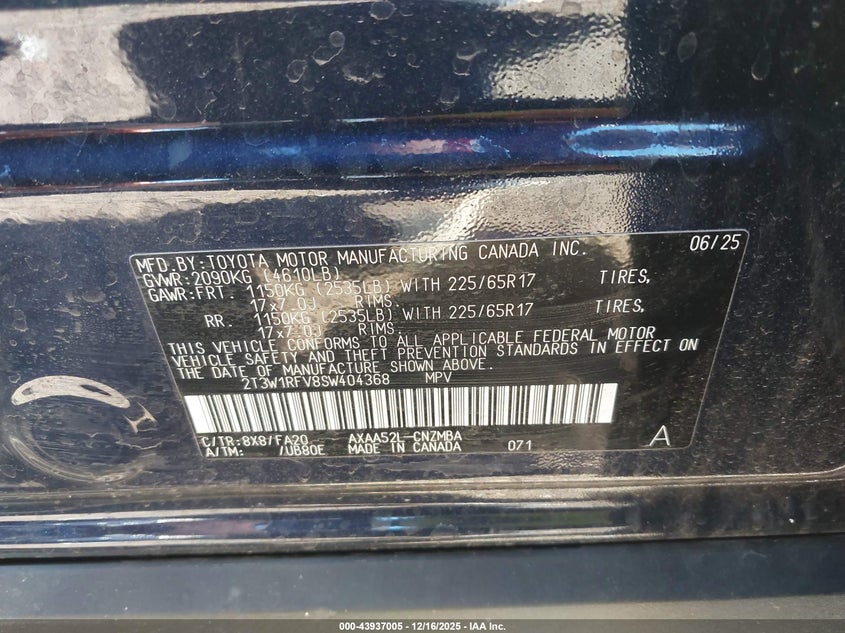 MFD BY:TOYOTA MOTOR MANUFACTURING CANADA INC. 06/25
GVWR:2090KG (4610LB)
GAWR:FRT. 1150KG (2535LB) WITH 225/65R17 TIRES,
17x7.0J RIMS.
RR. 1150KG (2535LB) WITH 225/65R17 TIRES,
17x7.0J RIMS.
THIS VEHICLE CONFORMS TO ALL APPLICABLE FEDERAL MOTOR
VEHICLE SAFETY AND THEFT PREVENTION STANDARDS IN EFFECT ON
THE DATE OF MANUFACTURE SHOWN ABOVE.
2T3W1RFV8SW404368 MPV
C/TR:8X8/FA20 AXAA52L-CNZMBA
A/TM: /UB80E MADE IN CANADA 071 A
000-43937005 - 12/16/2025 - IAA Inc.